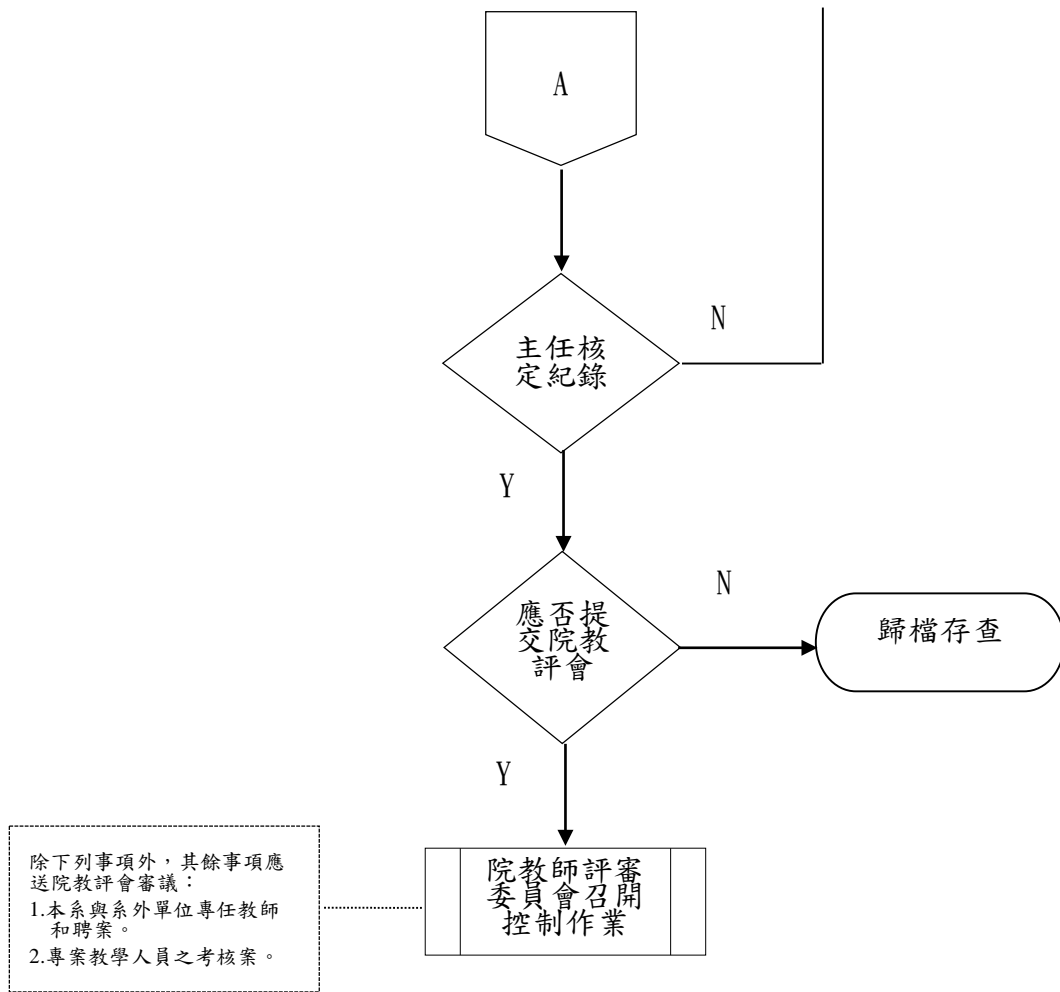 A
主任核
定紀錄
N
Y
應否提
交院教
評會
N
歸檔存查
Y
院教師評審
委員會召開
控制作業
除下列事項外，其餘事項應
送院教評會審議：
1.本系與系外單位專任教師
和聘案。
2.專案教學人員之考核案。